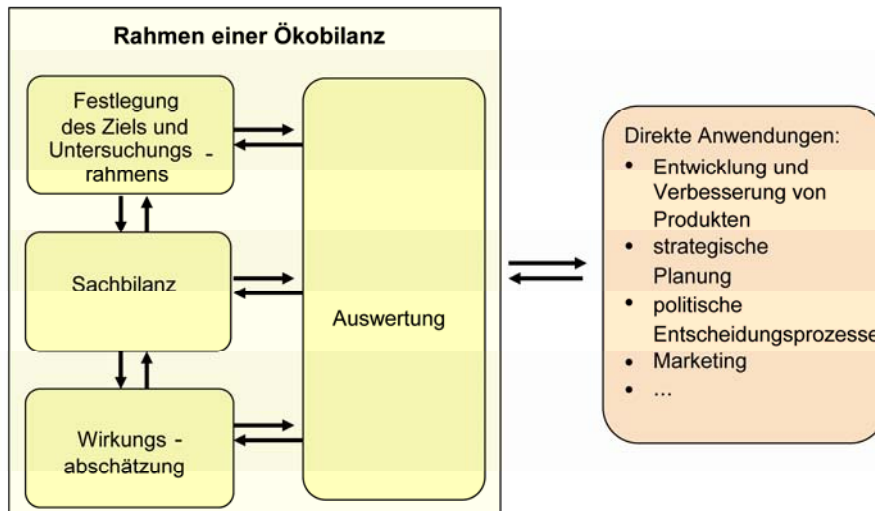 Rahmen einer Ökobilanz
Festlegung
des Ziels und
Untersuchungs -
rahmens
Sachbilanz
Wirkungs -
abschätzung
Auswertung
Direkte Anwendungen:
• Entwicklung und
Verbesserung von
Produkten
• strategische
Planung
• politische
Entscheidungsprozesse
• Marketing
• ...